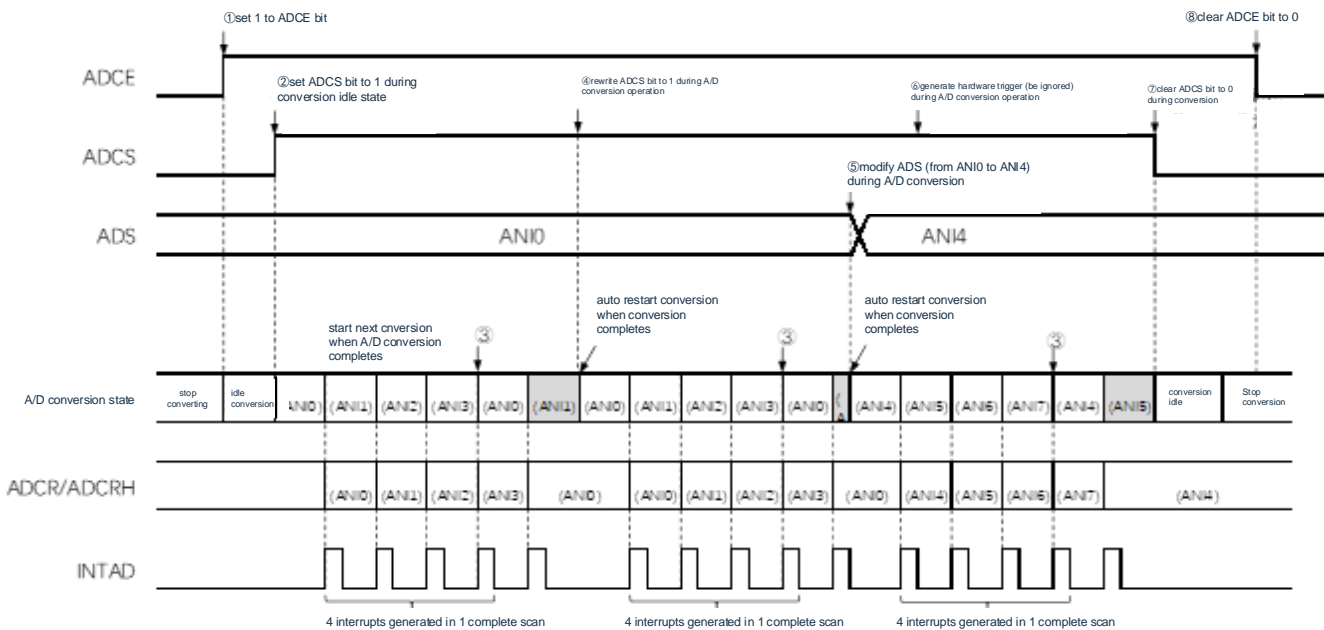 ①set 1 to ADCE bit
⑧clear ADCE bit to 0
ADCE
②set ADCS bit to 1 during
conversion idle state
④rewrite ADCS bit to 1 during A/D
conversion operation
⑥generate hardware trigger (be ignored)
during A/D conversion operation
⑦clear ADCS bit to 0
during conversion
ADCS
⑤modify ADS (from ANI0 to ANI4)
during A/D conversion
ADS
ANI0
ANI4
auto restart conversion
when conversion
completes
auto restart conversion
when conversion
completes
start next cnversion
when A/D conversion
completes
③
③
③
A/D conversion state
stop
converting
idle
conversion
ANI0) (ANI1) (ANI2) (ANI3) (ANI0) (ANI1) (ANI0) (ANI1) (ANI2) (ANI3) (ANI0) (A (ANI4) (ANI5) (ANI6) (ANI7) (ANI4) (ANI5)
conversion
idle
Stop
conversion
ADCR/ADCRH
(ANI0) (ANI1) (ANI2) (ANI3) (ANI0) (ANI0) (ANI1) (ANI2) (ANI3) (ANI0) (ANI4) (ANI5) (ANI6) (ANI7) (ANI4)
INTAD
4 interrupts generated in 1 complete scan
4 interrupts generated in 1 complete scan
4 interrupts generated in 1 complete scan